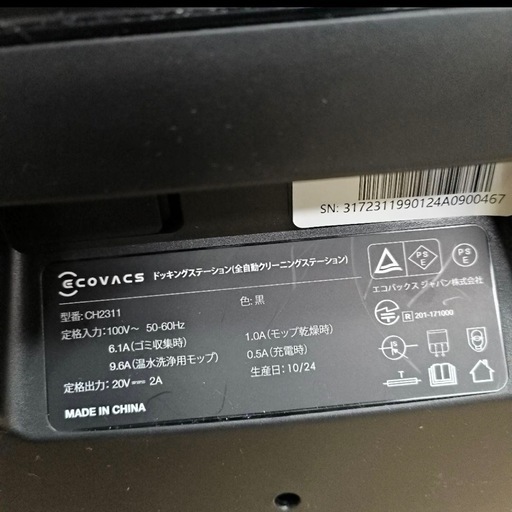 SN: 3172311990124A0900467
ECOVACS ドッキングステーション(全自動クリーニングステーション)
型番: CH2311 色: 黒
定格入力: 100V~ 50-60Hz
6.1A(ゴミ収集時) 1.0A(モップ乾燥時)
9.6A(温水洗浄用モップ) 0.5A(充電時)
定格出力: 20V 2A 生産日: 10/24
MADE IN CHINA
PSE PSE
エコバックス ジャパン株式会社
R 201-171000